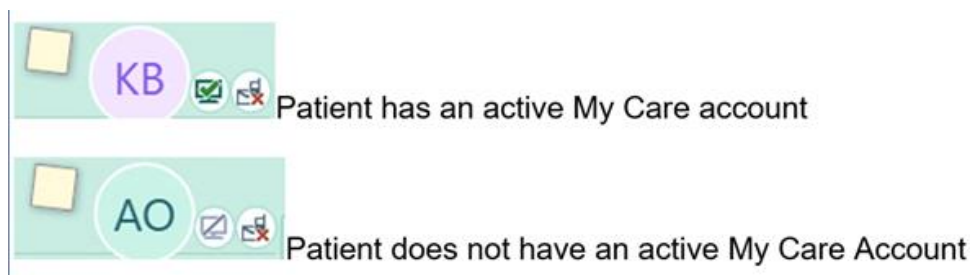 KB
Patient has an active My Care account
AO
Patient does not have an active My Care Account